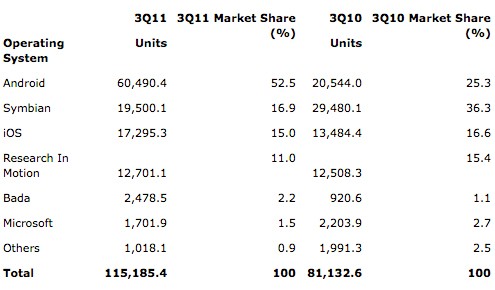 3Q11 3Q11 Market Share 3Q10 3Q10 Market Share
(%) (%)
Operating Units Units
System
Android 60,490.4 52.5 20,544.0 25.3
Symbian 19,500.1 16.9 29,480.1 36.3
iOS 17,295.3 15.0 13,484.4 16.6
Research In 11.0 15.4
Motion 12,701.1 12,508.3
Bada 2,478.5 2.2 920.6 1.1
Microsoft 1,701.9 1.5 2,203.9 2.7
Others 1,018.1 0.9 1,991.3 2.5
Total 115,185.4 100 81,132.6 100